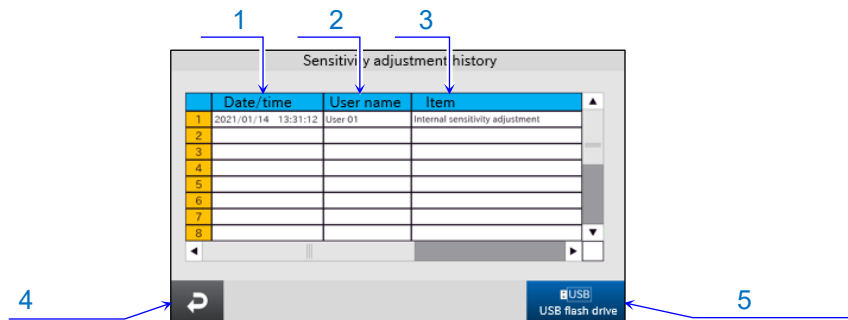 1 2 3
Sensitivity adjustment history
Date/time User name Item
1 2021/01/14 13:31:12 User 01 Internal sensitivity adjustment
2
3
4
5
6
7
8
4
USB
5
USB flash drive